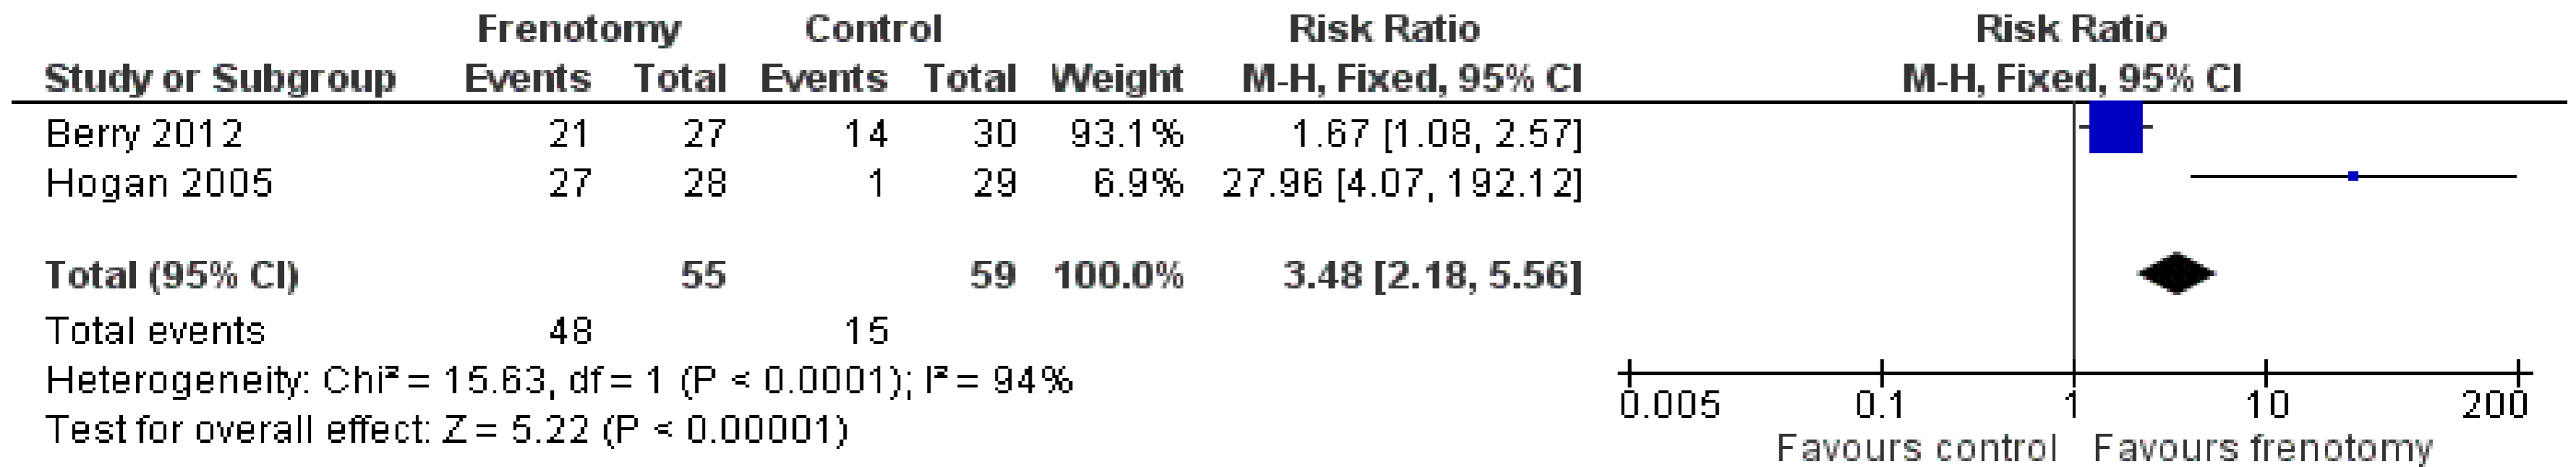 Frenotomy Control Risk Ratio Risk Ratio
Study or Subgroup Events Total Events Total Weight M-H, Fixed, 95% CI M-H, Fixed, 95% CI
Berry 2012 21 27 14 30 93.1% 1.67 [1.08, 2.57]
Hogan 2005 27 28 1 29 6.9% 27.96 [4.07, 192.12]
Total (95% CI) 55 59 100.0% 3.48 [2.18, 5.56]
Total events 48 15
Heterogeneity: Chi² = 15.63, df = 1 (P < 0.0001); I² = 94%
Test for overall effect: Z = 5.22 (P < 0.00001)
0.005 0.1 1 10 200
Favours control Favours frenotomy